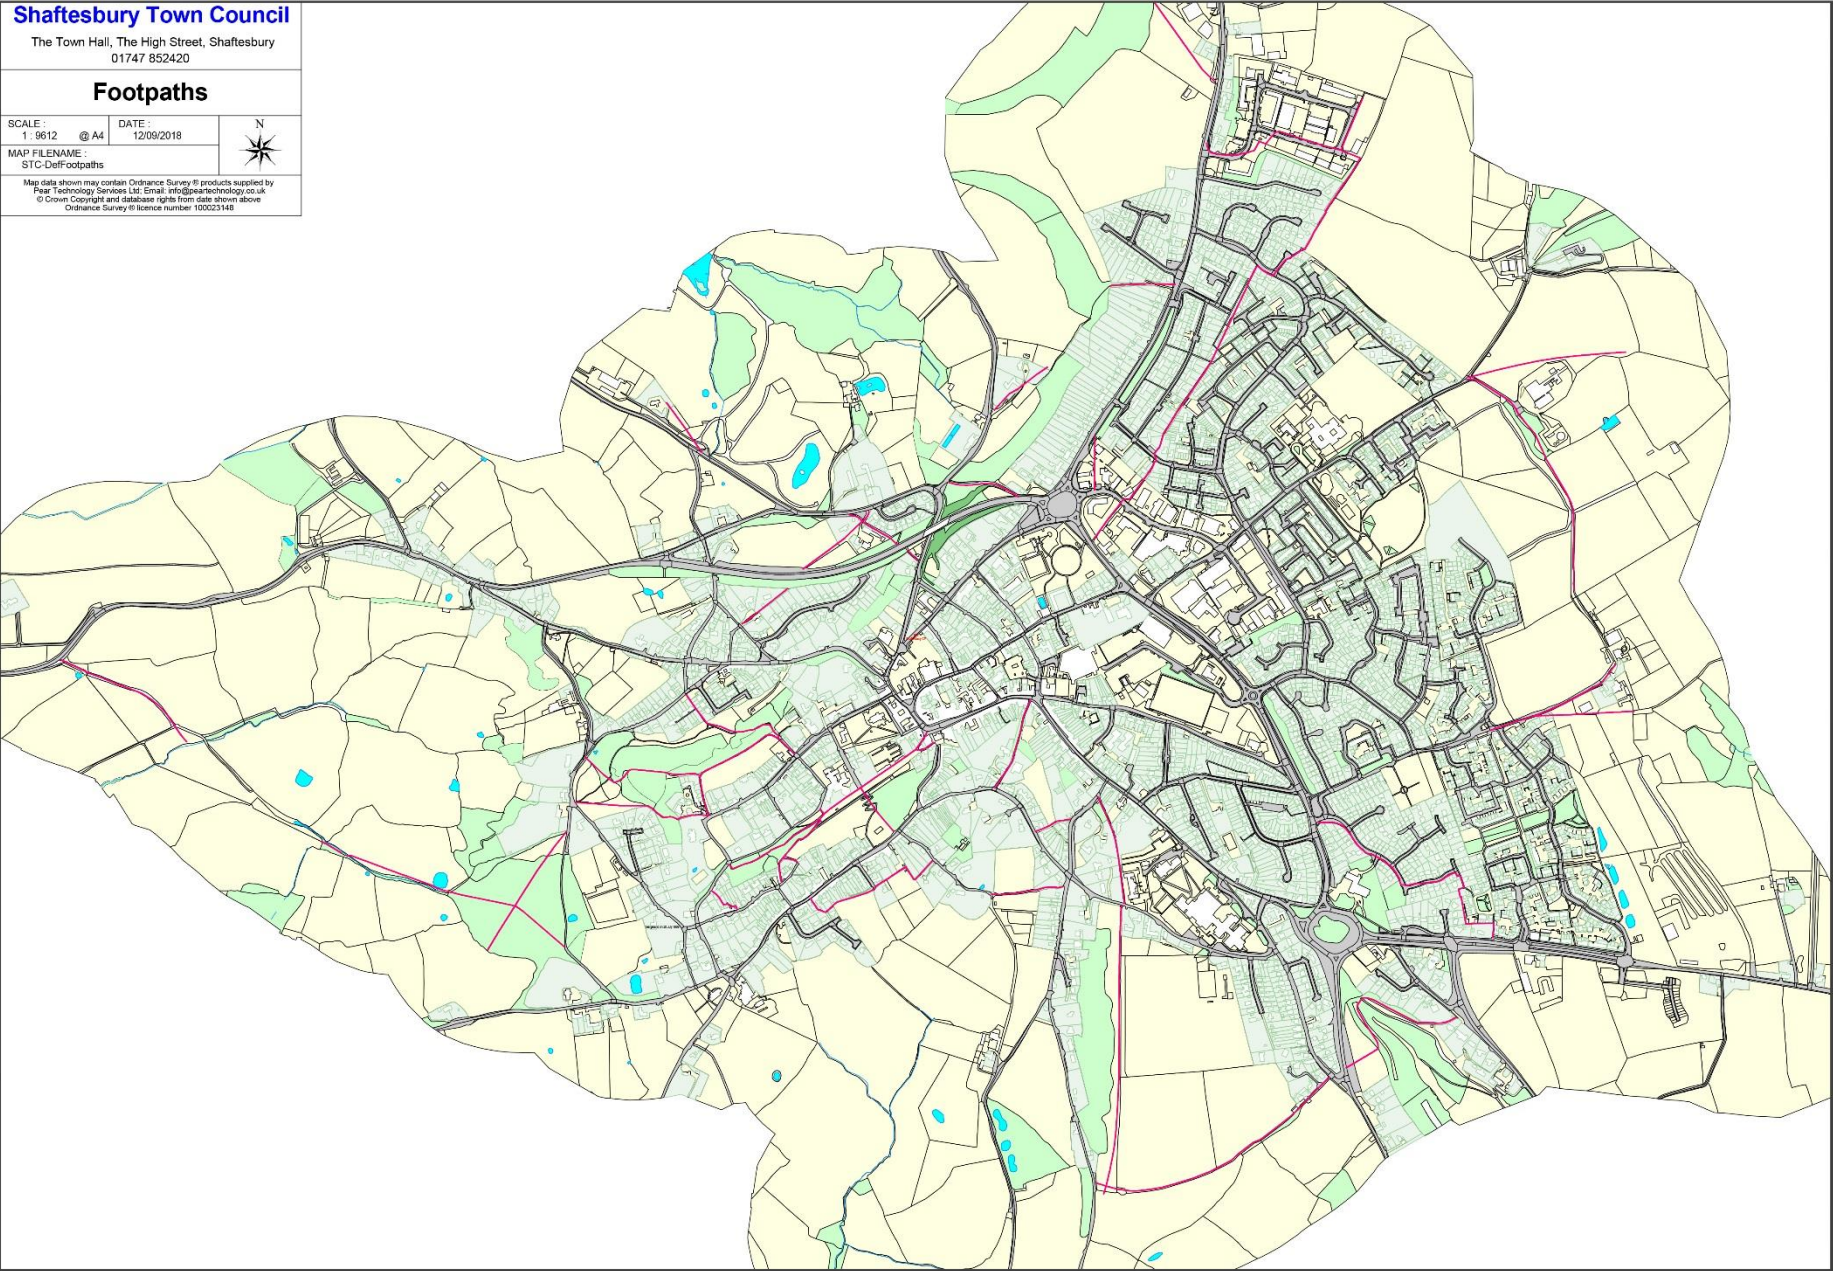 Shaftesbury Town Council
The Town Hall, The High Street, Shaftesbury
01747 852420
Footpaths
SCALE :
1 : 9612 @ A4
DATE :
12/09/2018
N
MAP FILENAME :
STC-DefFootpaths
Map data shown may contain Ordnance Survey ® products supplied by
Pear Technology Services Ltd; Email: info@peartechnology.co.uk
© Crown Copyright and database rights from date shown above
Ordnance Survey ® licence number 100023148